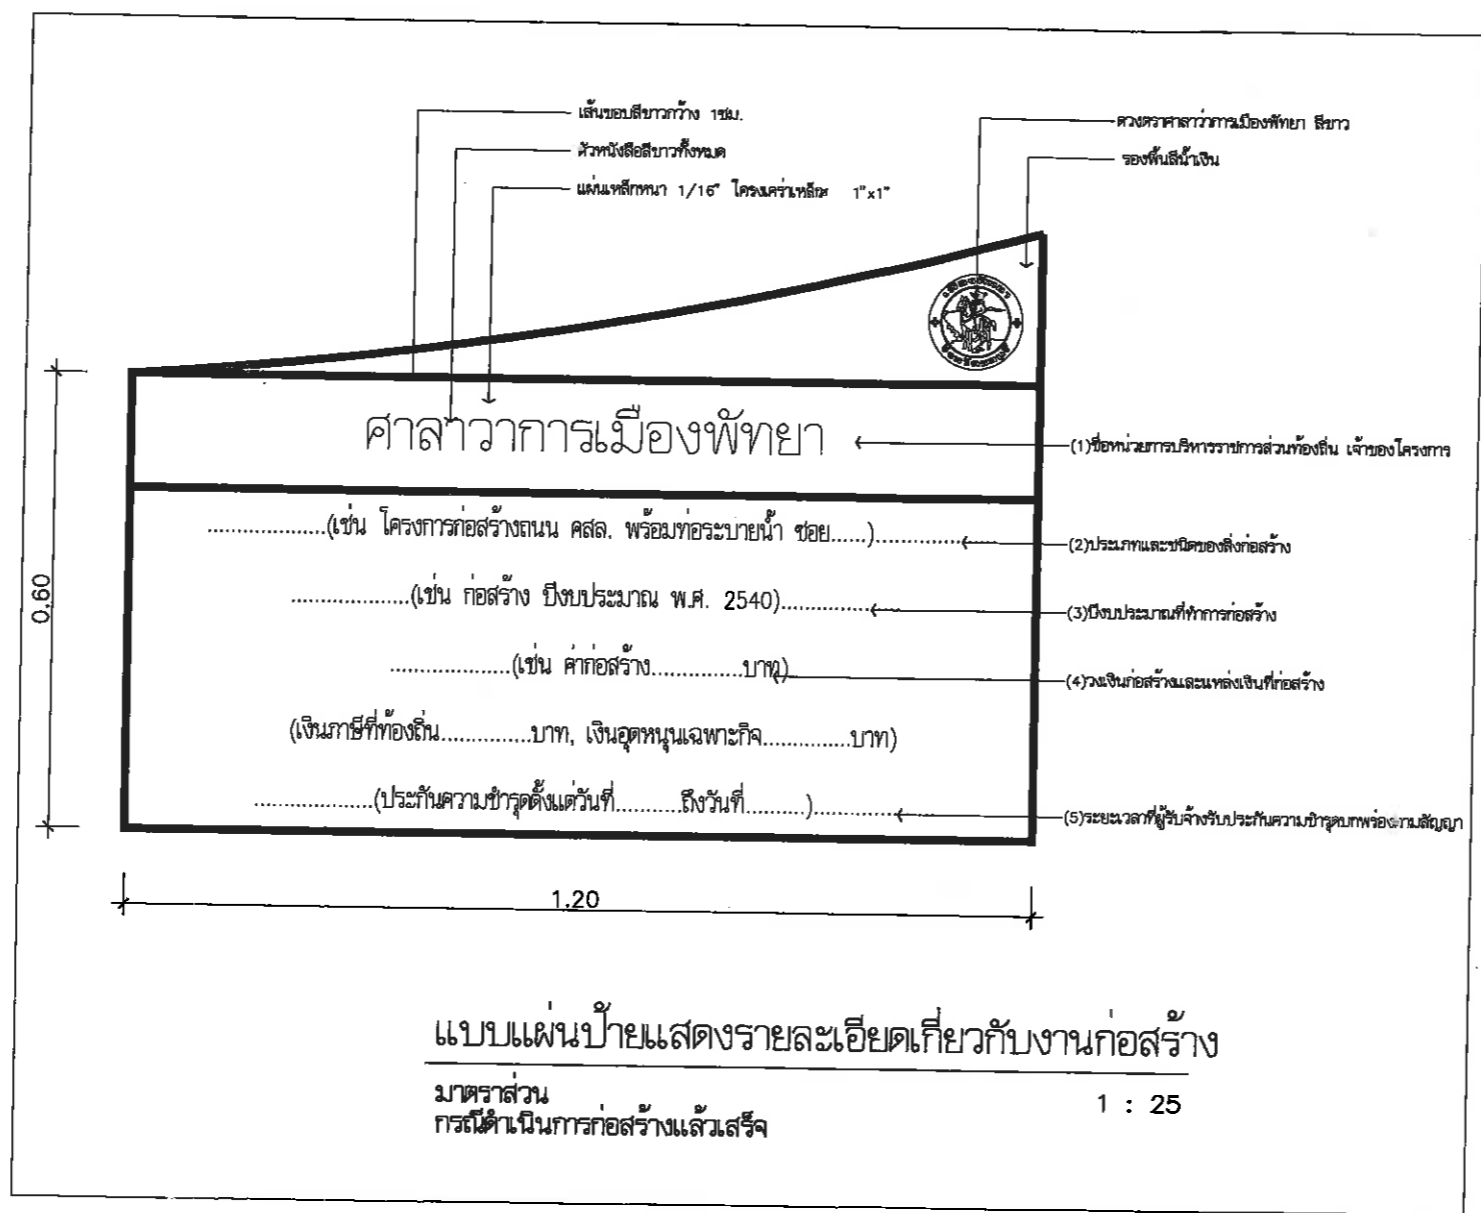 เส้นขอบสีขาวกว้าง 1ซม.
ตัวหนังสือสีขาวทั้งหมด
แผ่นเหล็กหนา 1/16" โครงเคร่าเหล็ก 1"x1"
ดวงตราศาลาว่าการเมืองพัทยา สีขาว
รองพื้นสีน้ำเงิน
ศาลาว่าการเมืองพัทยา
(1)ชื่อหน่วยการบริหารราชการส่วนท้องถิ่น เจ้าของโครงการ
....................(เช่น โครงการก่อสร้างถนน คสล. พร้อมท่อระบายน้ำ ซอย......)...............
(2)ประเภทและชนิดของสิ่งก่อสร้าง
....................(เช่น ก่อสร้าง ปีงบประมาณ พ.ศ. 2540)...............
(3)ปีงบประมาณที่ทำการก่อสร้าง
....................(เช่น ค่าก่อสร้าง...............บาท)
(4)วงเงินก่อสร้างและแหล่งเงินที่ก่อสร้าง
(เงินภาษีที่ท้องถิ่น...............บาท, เงินอุดหนุนเฉพาะกิจ...............บาท)
....................(ประกันความชำรุดตั้งแต่วันที่...........ถึงวันที่..........)...............
(5)ระยะเวลาที่ผู้รับจ้างรับประกันความชำรุดบกพร่องตามสัญญา
0.60
1.20
แบบแผ่นป้ายแสดงรายละเอียดเกี่ยวกับงานก่อสร้าง
มาตราส่วน 1 : 25
กรณีดำเนินการก่อสร้างแล้วเสร็จ